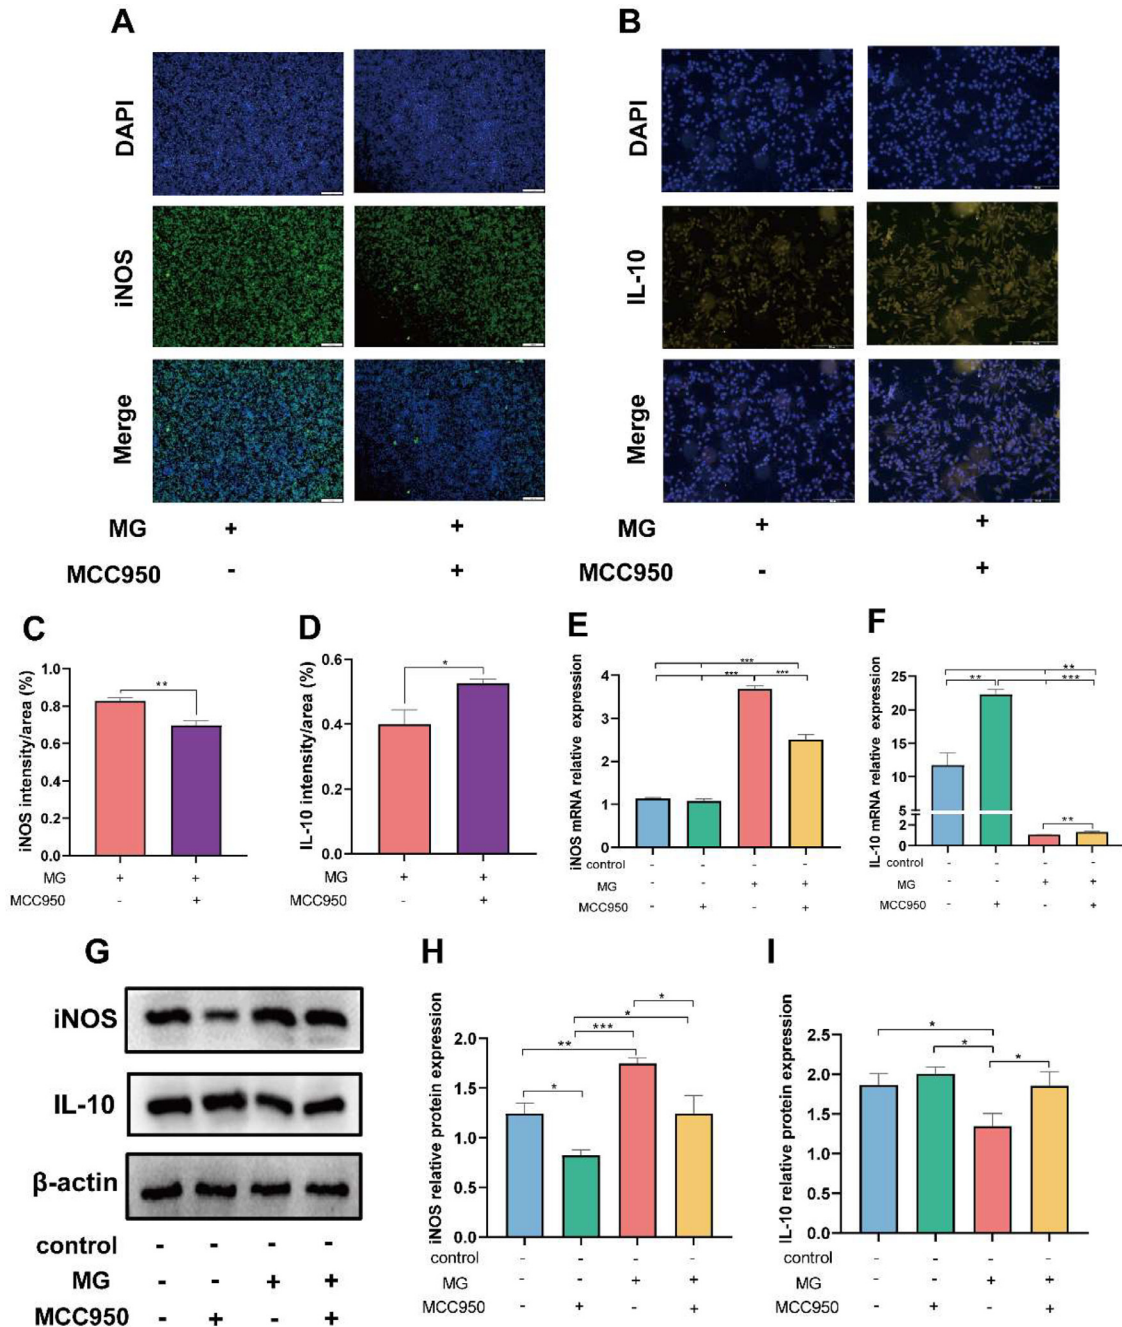 A
B
DAPI
DAPI
iNOS
IL-10
Merge
Merge
MG + +
MG + +
MCC950 - +
MCC950 - +
C
D
E
F
iNOS intensity/area (%)
1.0
0.8
0.6
0.4
0.2
0.0
**
MG + +
MCC950 - +
IL-10 intensity/area (%)
0.6
0.4
0.2
0.0
*
MG + +
MCC950 - +
iNOS mRNA relative expression
4
3
2
1
0
***
*** ***
control - - - -
MG - - + +
MCC950 - + - +
IL-10 mRNA relative expression
25
20
15
10
5
2
0
**
** ***
**
control - - - -
MG - - + +
MCC950 - + - +
G
H
I
iNOS
IL-10
β-actin
control - - - -
MG - - + +
MCC950 - + - +
iNOS relative protein expression
2.0
1.5
1.0
0.5
0.0
*
*
***
**
*
control - - - -
MG - - + +
MCC950 - + - +
IL-10 relative protein expression
2.5
2.0
1.5
1.0
0.5
0.0
*
*
*
control - - - -
MG - - + +
MCC950 - + - +